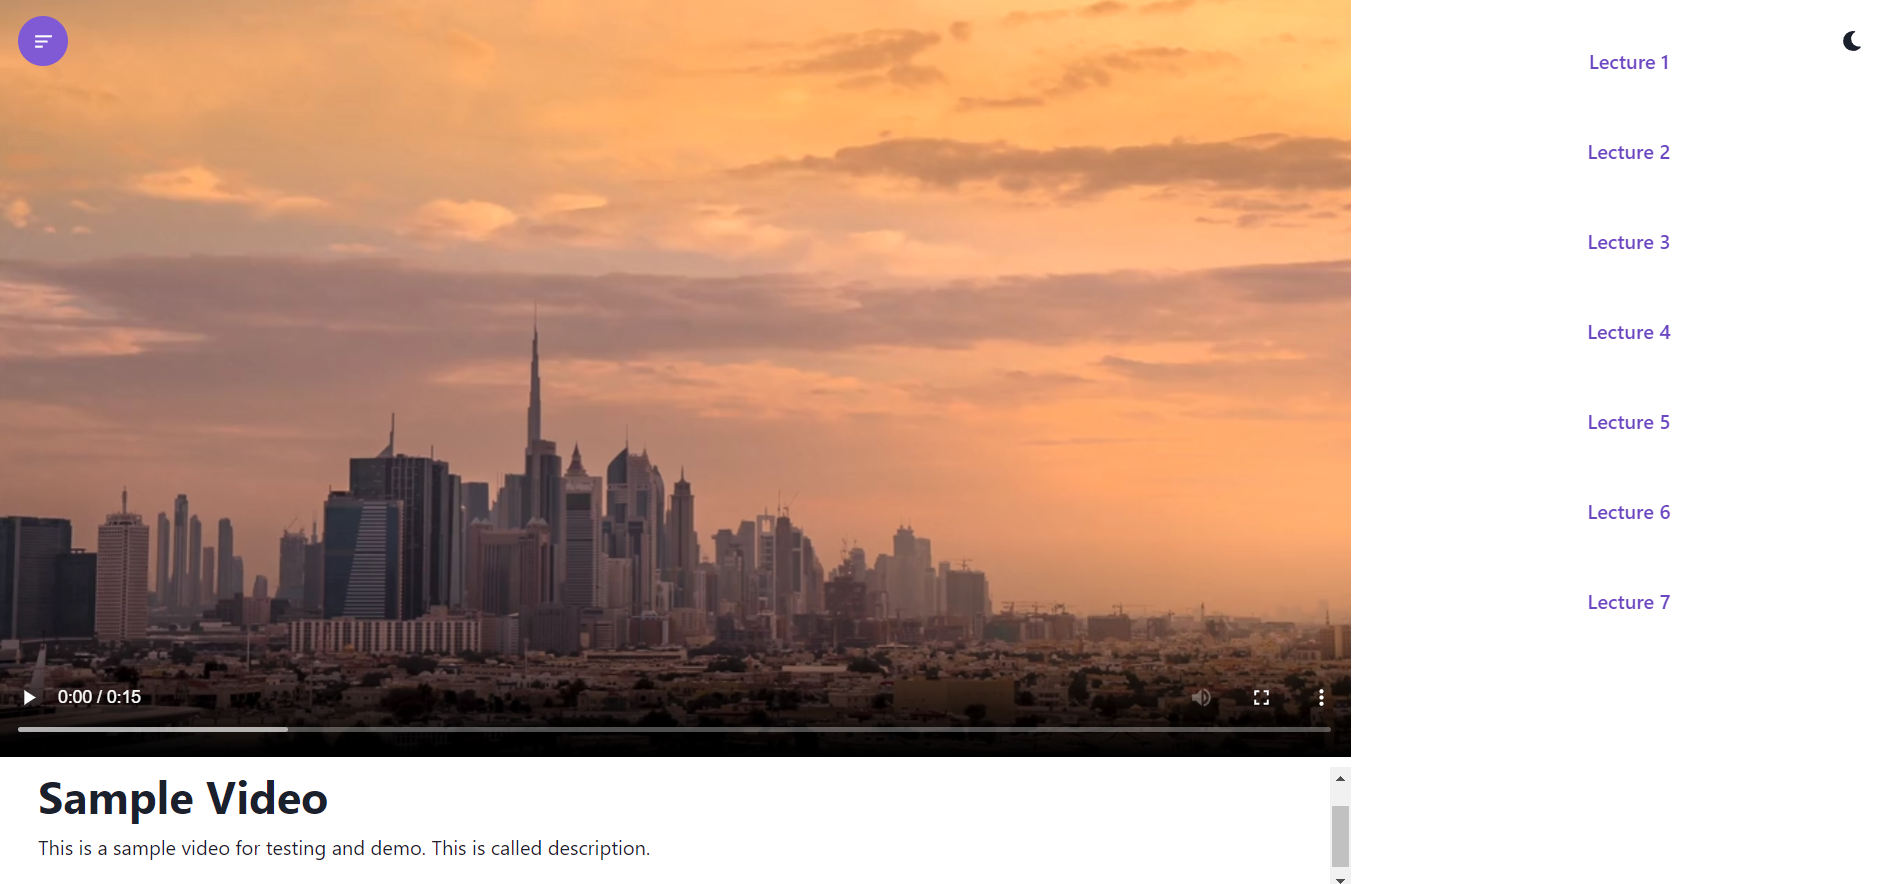 Lecture 1
Lecture 2
Lecture 3
Lecture 4
Lecture 5
Lecture 6
Lecture 7
0:00 / 0:15
Sample Video
This is a sample video for testing and demo. This is called description.